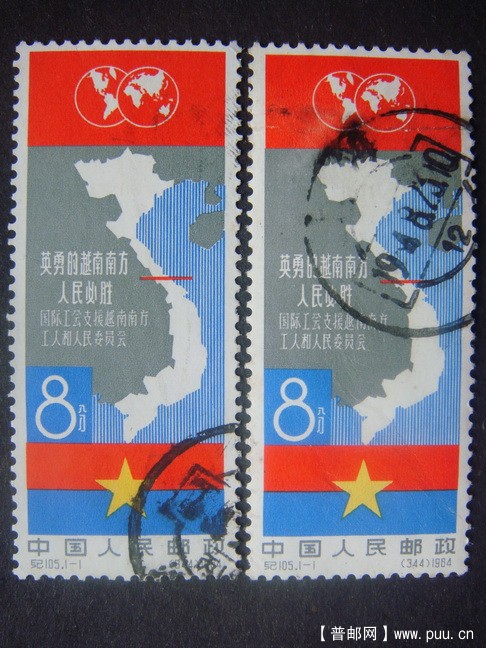 英勇的越南南方
人民必胜
国际工会支援越南南方
工人和人民委员会
8分
中国人民邮政
纪105.1-1
(344)1964
英勇的越南南方
人民必胜
国际工会支援越南南方
工人和人民委员会
8分
中国人民邮政
纪105.1-1
(344)1964
【普邮网】www.puu.cn